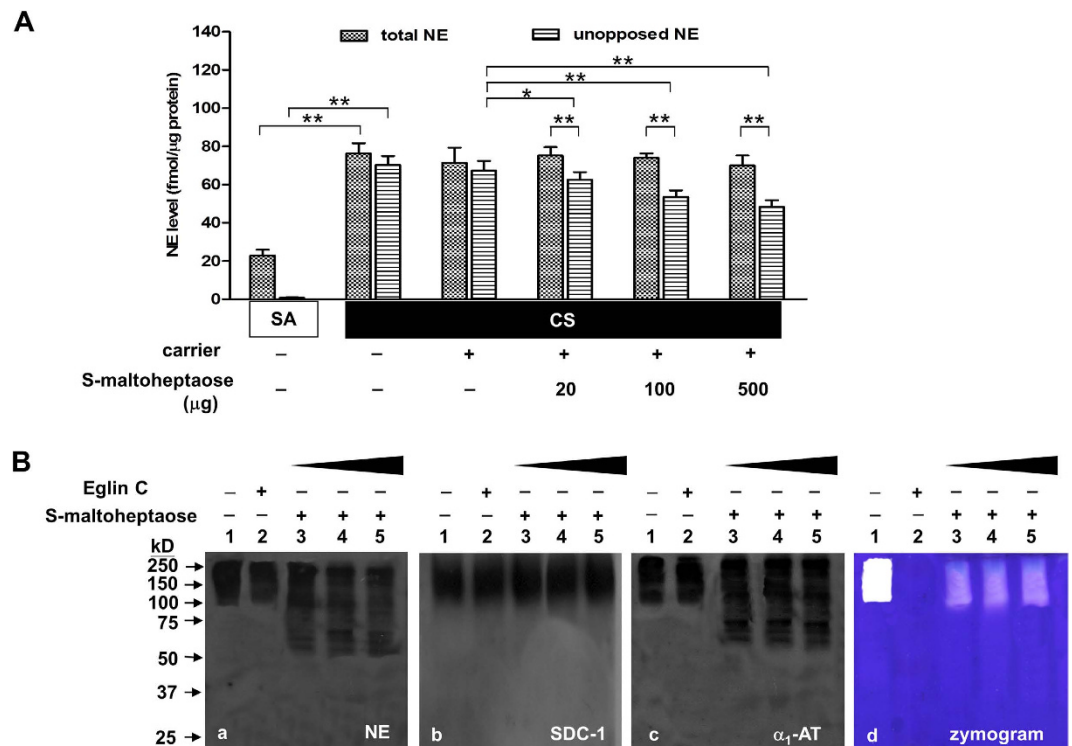 A
total NE unopposed NE
NE level (fmol/μg protein)
140
120
100
80
60
40
20
0
** ** ** ** * ** ** **
SA CS
carrier – – + + + +
S-maltoheptaose (μg) – – – 20 100 500
B
Eglin C – + – + – + – +
S-maltoheptaose – – + + + – – + + + – – + + + – – + + +
1 2 3 4 5 1 2 3 4 5 1 2 3 4 5 1 2 3 4 5
kD
250
150
100
75
50
37
25
a NE b SDC-1 c α1-AT d zymogram